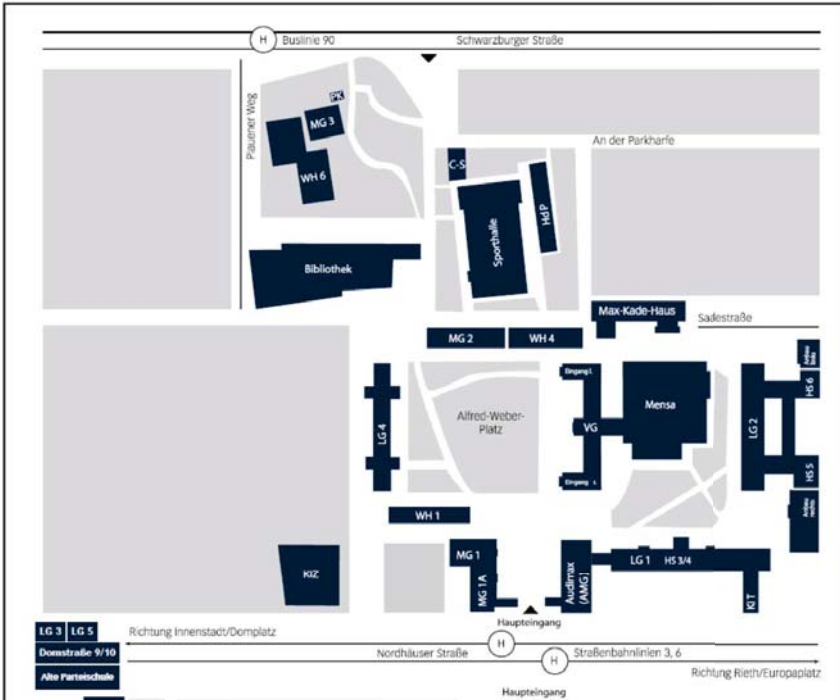 H Buslinie 90
Schwarzburger Straße
Plauener Weg
PK
MG 3
WH 6
An der Parkharfe
C-S
Sporthalle
HdP
Bibliothek
Max-Kade-Haus
Sadestraße
MG 2
WH 4
Anbau
links
HS 6
Eingang l.
Mensa
LG 4
Alfred-Weber-
Platz
VG
LG 2
HS 5
Eingang
Anbau
rechts
WH 1
MG 1
MG 1A
KIZ
Audimax
(AMG)
LG 1
HS 3/4
KIT
Haupteingang
LG 3
LG 5
Richtung Innenstadt/Domplatz
H
Domstraße 9/10
Nordhäuser Straße
H
Straßenbahnlinien 3, 6
Alte Parteischule
Richtung Rieth/Europaplatz
Haupteingang